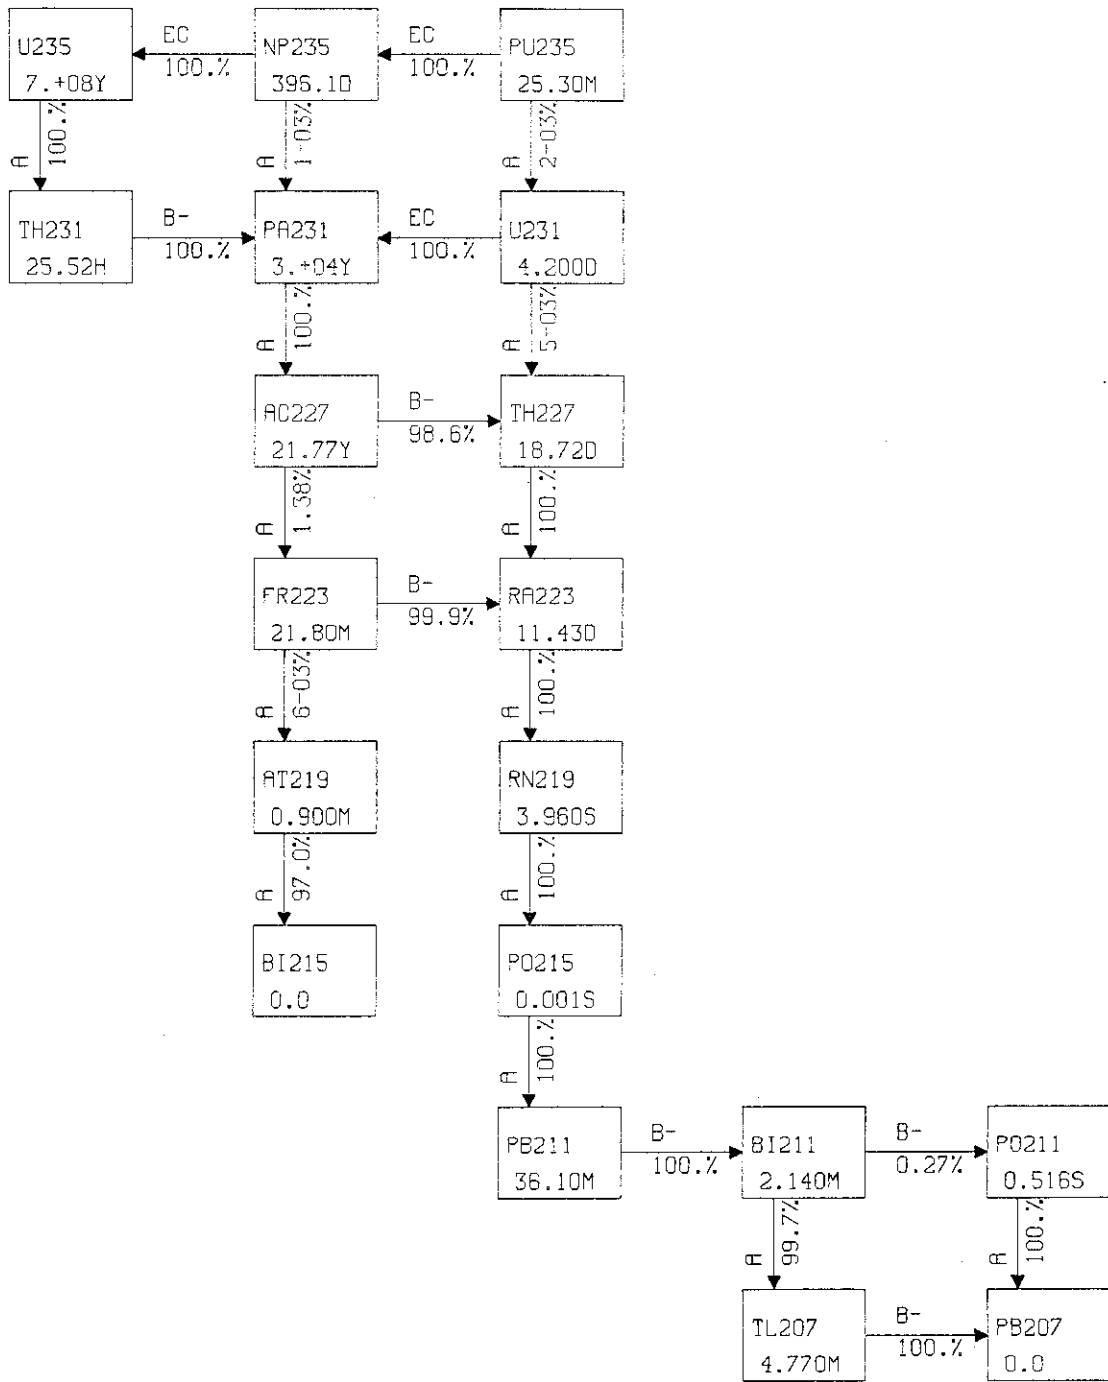 U235
7.+08Y
EC
100.%
NP235
396.1D
EC
100.%
PU235
25.30M
A
100.%
A
1-03%
A
2-03%
TH231
25.52H
B-
100.%
PA231
3.+04Y
EC
100.%
U231
4.200D
A
100.%
A
5-03%
AC227
21.77Y
B-
98.6%
TH227
18.72D
A
1.38%
A
100.%
FR223
21.80M
B-
99.9%
RA223
11.43D
A
6-03%
A
100.%
AT219
0.900M
RN219
3.960S
A
97.0%
A
100.%
BI215
0.0
PO215
0.001S
A
100.%
PB211
36.10M
B-
100.%
BI211
2.140M
B-
0.27%
PO211
0.516S
A
99.7%
A
100.%
TL207
4.770M
B-
100.%
PB207
0.0